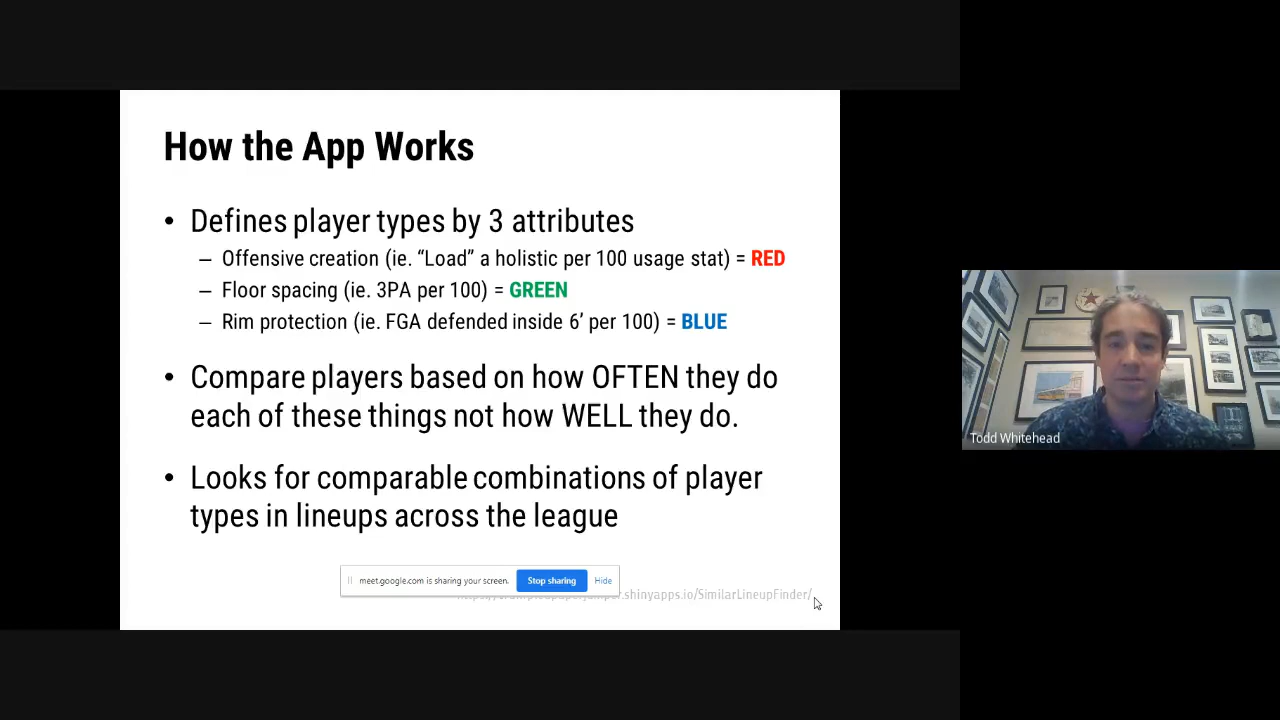 How the App Works
• Defines player types by 3 attributes
– Offensive creation (ie. “Load” a holistic per 100 usage stat) = RED
– Floor spacing (ie. 3PA per 100) = GREEN
– Rim protection (ie. FGA defended inside 6’ per 100) = BLUE
• Compare players based on how OFTEN they do
each of these things not how WELL they do.
• Looks for comparable combinations of player
types in lineups across the league
meet.google.com is sharing your screen. Stop sharing Hide
.shinyapps.io/SimilarLineupFinder/
Todd Whitehead